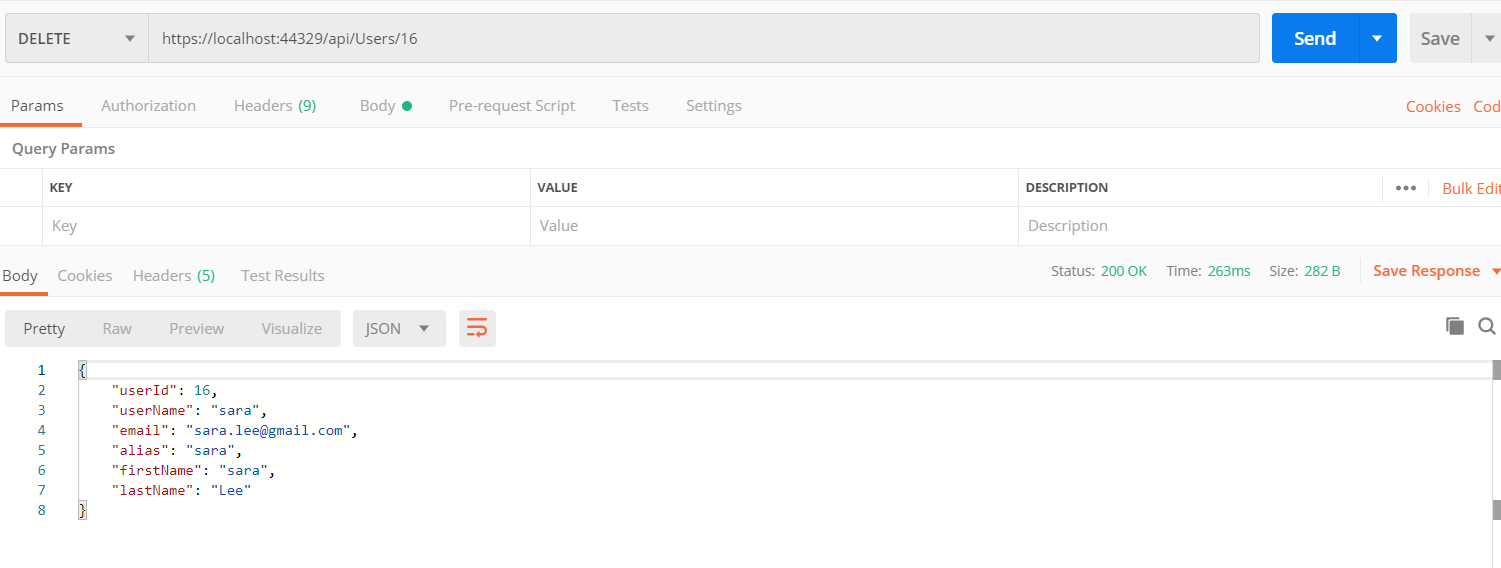 DELETE https://localhost:44329/api/Users/16 Send Save
Params Authorization Headers (9) Body Pre-request Script Tests Settings Cookies Cod
Query Params
KEY VALUE DESCRIPTION ••• Bulk Edit
Key Value Description
Body Cookies Headers (5) Test Results Status: 200 OK Time: 263ms Size: 282 B Save Response
Pretty Raw Preview Visualize JSON
1 {
2 "userId": 16,
3 "userName": "sara",
4 "email": "sara.lee@gmail.com",
5 "alias": "sara",
6 "firstName": "sara",
7 "lastName": "Lee"
8 }